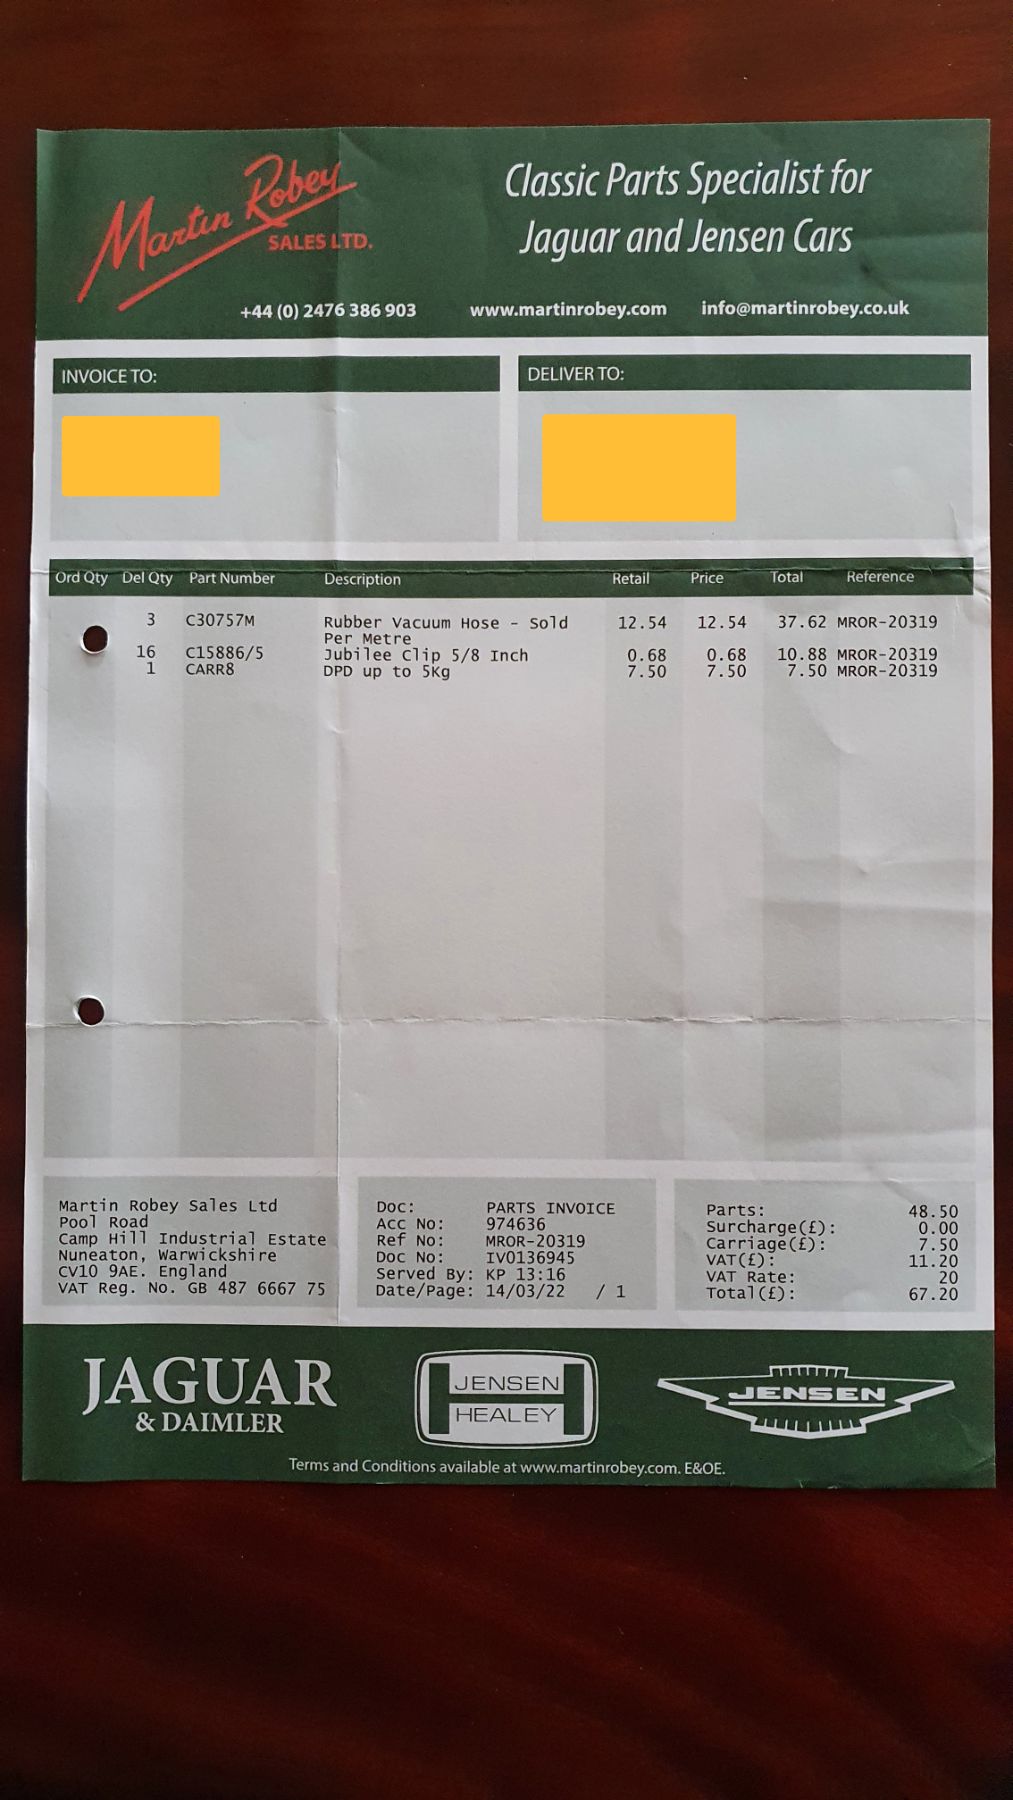 Martin Robey
SALES LTD.
Classic Parts Specialist for
Jaguar and Jensen Cars
+44 (0) 2476 386 903 www.martinrobey.com info@martinrobey.co.uk
INVOICE TO:
DELIVER TO:
Ord Qty Del Qty Part Number Description Retail Price Total Reference
3 C30757M Rubber Vacuum Hose - Sold 12.54 12.54 37.62 MROR-20319
Per Metre
16 C15886/5 Jubilee Clip 5/8 Inch 0.68 0.68 10.88 MROR-20319
1 CARR8 DPD up to 5Kg 7.50 7.50 7.50 MROR-20319
Martin Robey Sales Ltd
Pool Road
Camp Hill Industrial Estate
Nuneaton, Warwickshire
CV10 9AE. England
VAT Reg. No. GB 487 6667 75
Doc: PARTS INVOICE
Acc No: 974636
Ref No: MROR-20319
Doc No: IV0136945
Served By: KP 13:16
Date/Page: 14/03/22 / 1
Parts: 48.50
Surcharge(£): 0.00
Carriage(£): 7.50
VAT(£): 11.20
VAT Rate: 20
Total(£): 67.20
JAGUAR
& DAIMLER
JENSEN
HEALEY
JENSEN
Terms and Conditions available at www.martinrobey.com. E&OE.